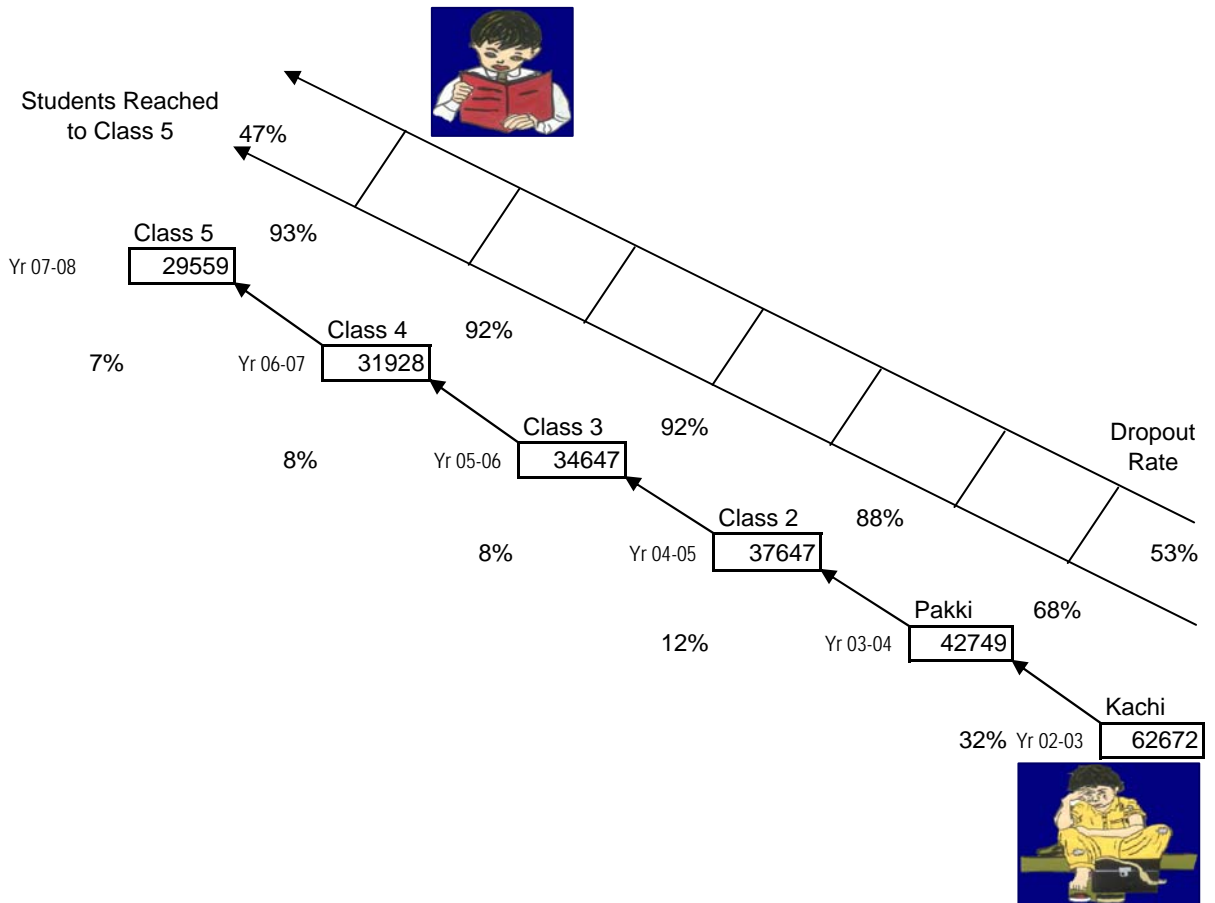 Students Reached
to Class 5
47%
Class 5
93%
Yr 07-08
29559
Class 4
92%
7%
Yr 06-07
31928
Class 3
92%
8%
Yr 05-06
34647
Dropout
Rate
Class 2
88%
8%
Yr 04-05
37647
53%
Pakki
68%
12%
Yr 03-04
42749
Kachi
32%
Yr 02-03
62672